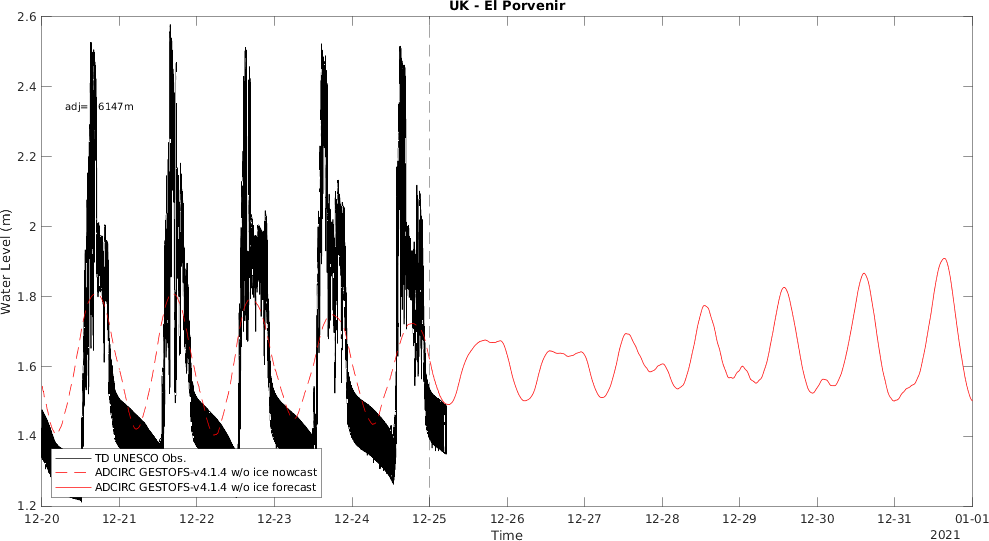 UK - El Porvenir
2.6
2.4
2.2
2
1.8
1.6
1.4
1.2
Water Level (m)
adj= 6147m
TD UNESCO Obs.
ADCIRC GESTOFS-v4.1.4 w/o ice nowcast
ADCIRC GESTOFS-v4.1.4 w/o ice forecast
12-20 12-21 12-22 12-23 12-24 12-25 12-26 12-27 12-28 12-29 12-30 12-31 01-01
Time
2021